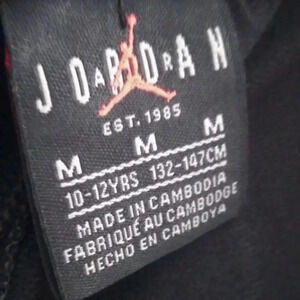 JORDAN
EST. 1985
M M M
10-12YRS 132-147CM
MADE IN CAMBODIA
FABRIQUÉ AU CAMBODGE
HECHO EN CAMBOYA